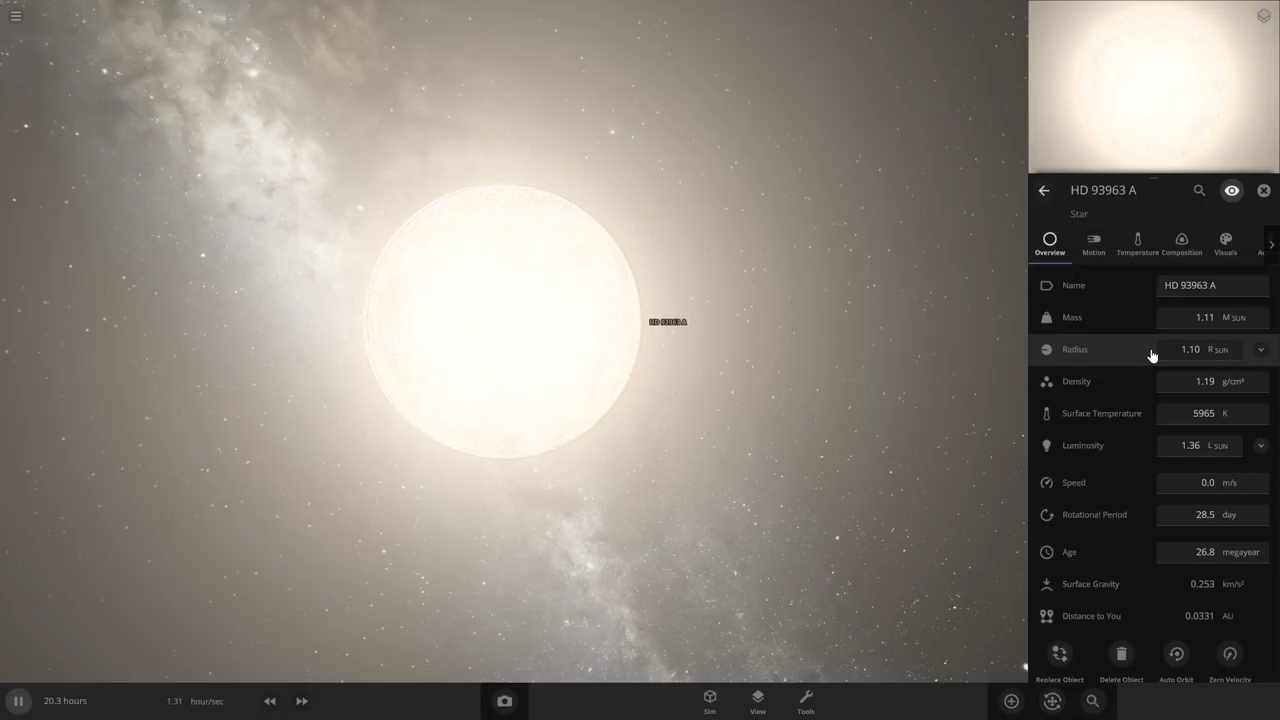 HD 93963 A
Star
Overview Motion Temperature Composition Visuals
Name HD 93963 A
Mass 1.11 M SUN
HD 93963 A
Radius 1.10 R SUN
Density 1.19 g/cm³
Surface Temperature 5965 K
Luminosity 1.36 L SUN
Speed 0.0 m/s
Rotational Period 28.5 day
Age 26.8 megayear
Surface Gravity 0.253 km/s²
Distance to You 0.0331 AU
Replace Object Delete Object Auto Orbit Zero Velocity
20.3 hours 1.31 hour/sec Sim View Tools